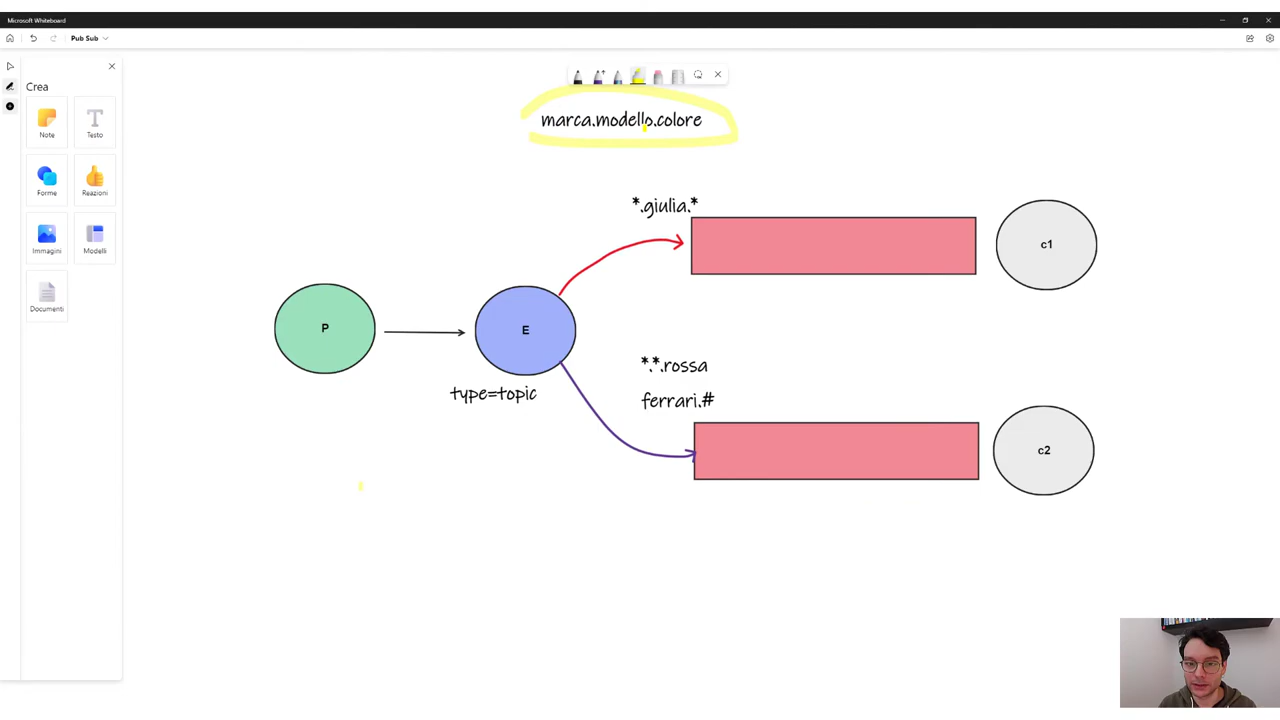 Microsoft Whiteboard
Pub Sub
Crea
Note
Testo
Forme
Reazioni
Immagini
Modelli
Documenti
marca.modello.colore
*.giulia.*
c1
P
E
type=topic
*.*.rossa
ferrari.#
c2